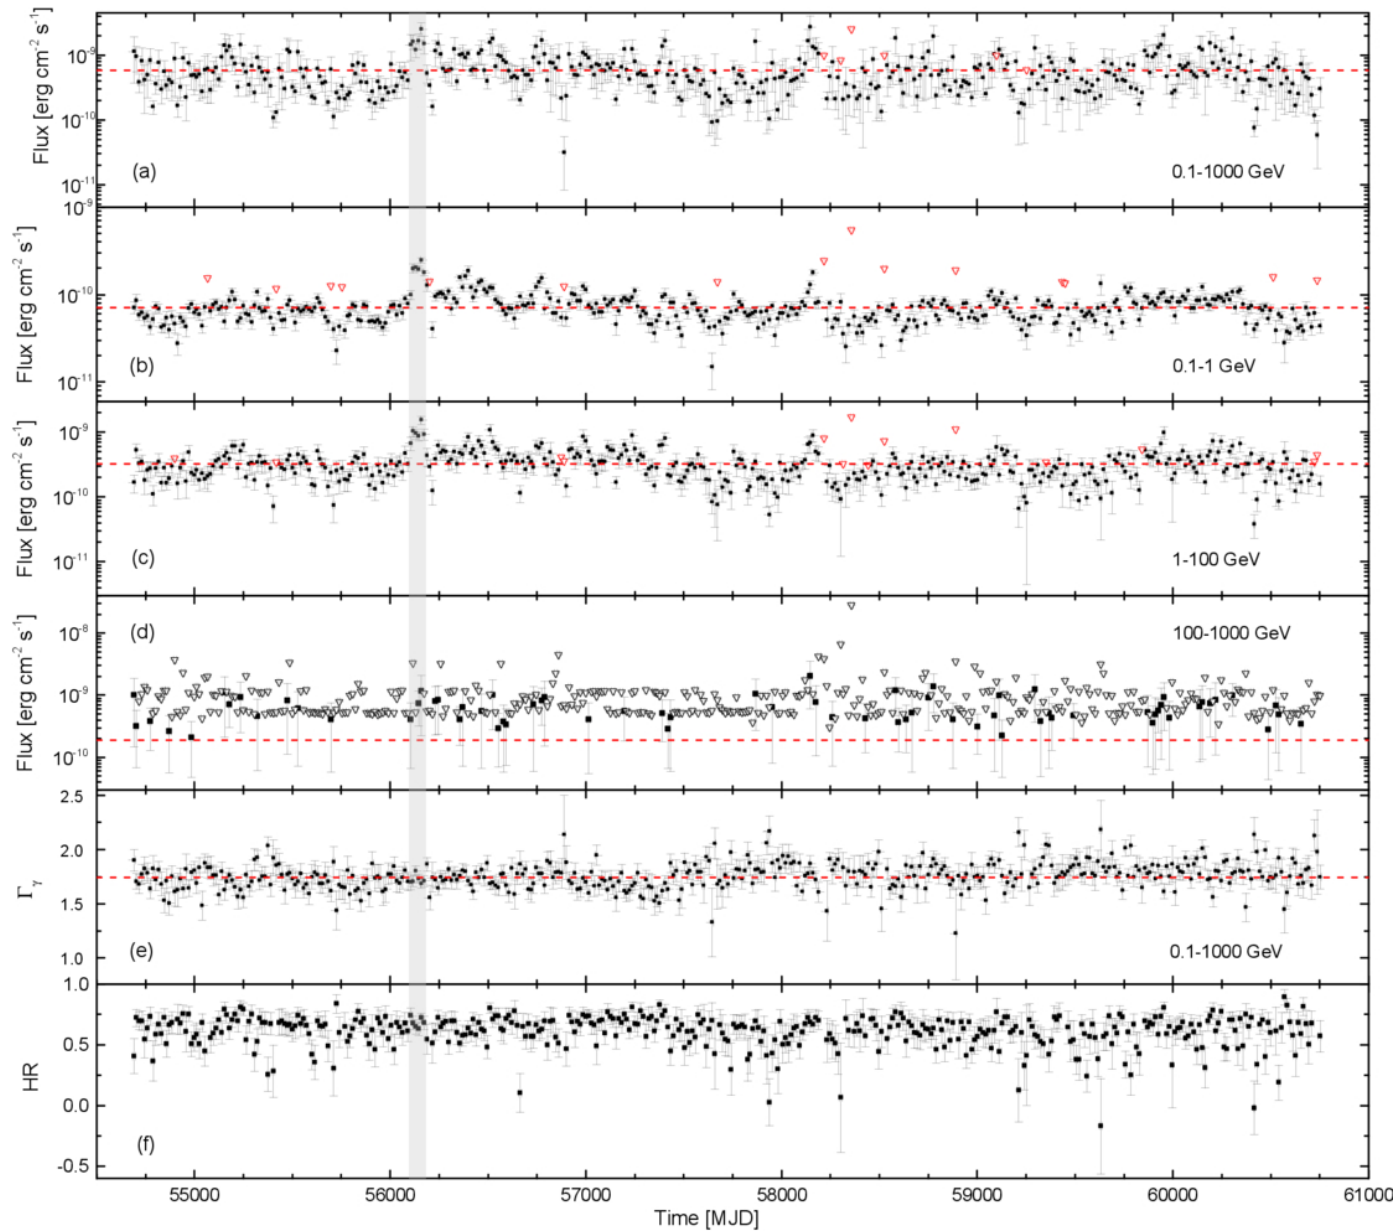 10⁻⁹
10⁻¹⁰
10⁻¹¹
Flux [erg cm⁻² s⁻¹]
(a)
0.1-1000 GeV
10⁻⁹
10⁻¹⁰
10⁻¹¹
Flux [erg cm⁻² s⁻¹]
(b)
0.1-1 GeV
10⁻⁹
10⁻¹⁰
10⁻¹¹
Flux [erg cm⁻² s⁻¹]
(c)
1-100 GeV
(d)
100-1000 GeV
10⁻⁸
10⁻⁹
10⁻¹⁰
Flux [erg cm⁻² s⁻¹]
2.5
2.0
1.5
1.0
Γγ
(e)
0.1-1000 GeV
1.0
0.5
0.0
-0.5
HR
(f)
55000 56000 57000 58000 59000 60000 61000
Time [MJD]